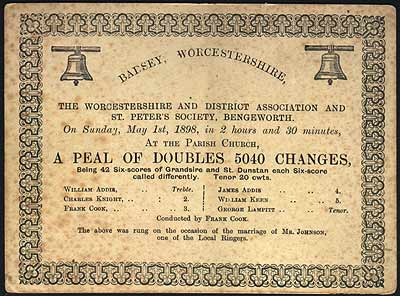 BADSEY, WORCESTERSHIRE,
THE WORCESTERSHIRE AND DISTRICT ASSOCIATION AND
ST. PETER'S SOCIETY, BENGEWORTH.
On Sunday, May 1st, 1898, in 2 hours and 30 minutes,
AT THE PARISH CHURCH,
A PEAL OF DOUBLES 5040 CHANGES,
Being 42 Six-scores of Grandsire and St. Dunstan each Six-score
called differently. Tenor 20 cwts.
WILLIAM ADDIS, .. Treble. JAMES ADDIS .. .. 4.
CHARLES KNIGHT, .. : 2. WILLIAM KEEN .. 5.
FRANK COOK, .. : 3. GEORGE LAMPITT .. .. Tenor.
Conducted by FRANK COOK.
The above was rung on the occasion of the marriage of MR. JOHNSON,
one of the Local Ringers.